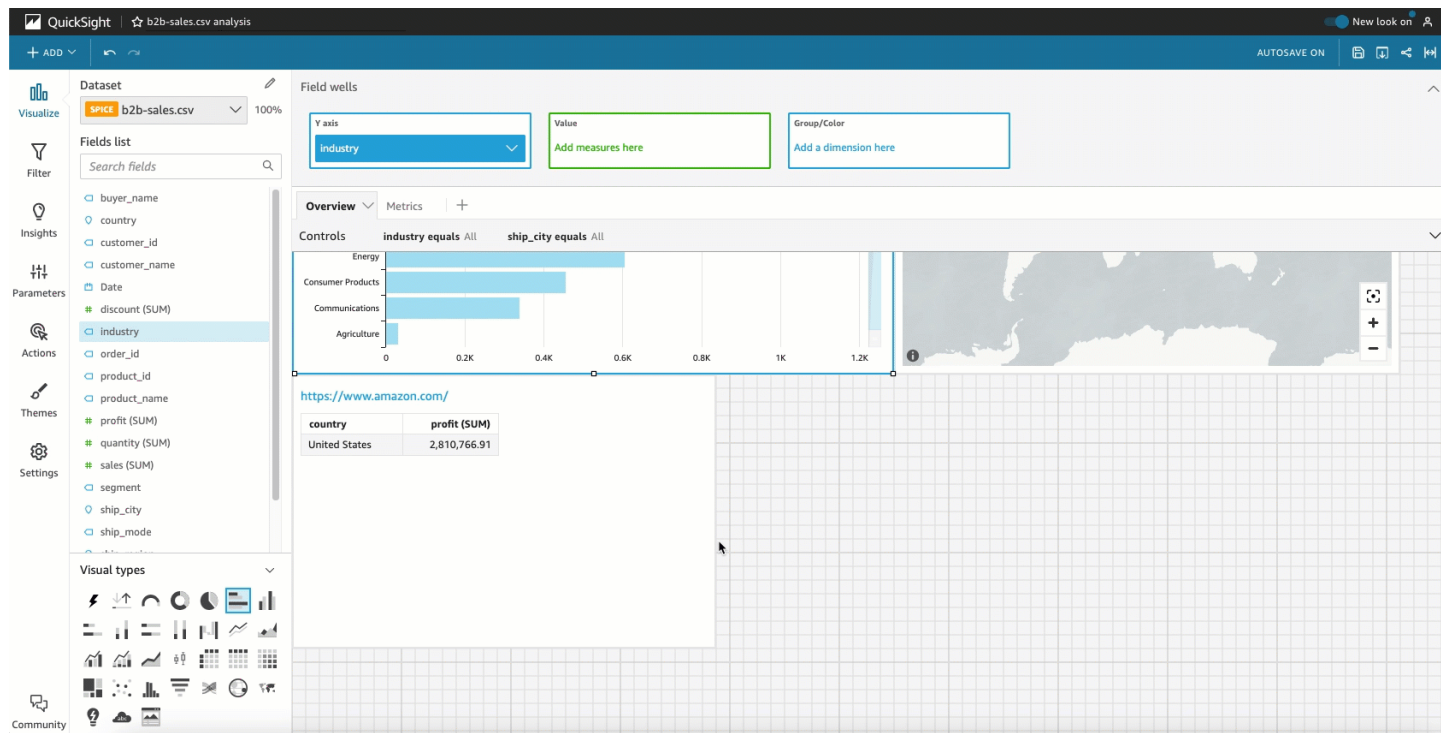 QuickSight
b2b-sales.csv analysis
New look on
ADD
AUTOSAVE ON
Visualize
Filter
Insights
Parameters
Actions
Themes
Settings
Community
Dataset
SPICE b2b-sales.csv 100%
Fields list
Search fields
buyer_name
country
customer_id
customer_name
Date
discount (SUM)
industry
order_id
product_id
product_name
profit (SUM)
quantity (SUM)
sales (SUM)
segment
ship_city
ship_mode
Visual types
abc
Field wells
Y axis
industry
Value
Add measures here
Group/Color
Add a dimension here
Overview Metrics
Controls industry equals All ship_city equals All
Energy
Consumer Products
Communications
Agriculture
0 0.2K 0.4K 0.6K 0.8K 1K 1.2K
https://www.amazon.com/
country profit (SUM)
United States 2,810,766.91